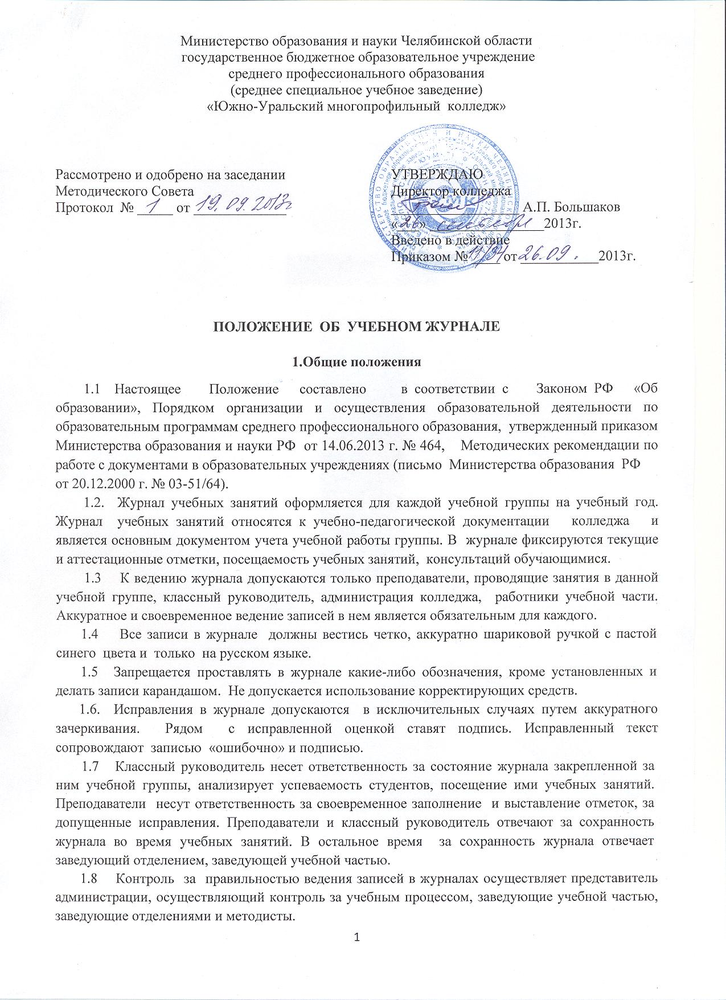 Министерство образования и науки Челябинской области
государственное бюджетное образовательное учреждение
среднего профессионального образования
(среднее специальное учебное заведение)
«Южно-Уральский многопрофильный колледж»
Рассмотрено и одобрено на заседании
Методического Совета
Протокол № 1 от 19.09.2013г
УТВЕРЖДАЮ
Директор колледжа
А.П. Большаков
«26» сентября 2013г.
Введено в действие
Приказом № 11/94 от 26.09. 2013г.
ПОЛОЖЕНИЕ ОБ УЧЕБНОМ ЖУРНАЛЕ
1.Общие положения
1.1 Настоящее Положение составлено в соответствии с Законом РФ «Об
образовании», Порядком организации и осуществления образовательной деятельности по
образовательным программам среднего профессионального образования, утвержденный приказом
Министерства образования и науки РФ от 14.06.2013 г. № 464, Методических рекомендации по
работе с документами в образовательных учреждениях (письмо Министерства образования РФ
от 20.12.2000 г. № 03-51/64).
1.2. Журнал учебных занятий оформляется для каждой учебной группы на учебный год.
Журнал учебных занятий относятся к учебно-педагогической документации колледжа и
является основным документом учета учебной работы группы. В журнале фиксируются текущие
и аттестационные отметки, посещаемость учебных занятий, консультаций обучающимися.
1.3 К ведению журнала допускаются только преподаватели, проводящие занятия в данной
учебной группе, классный руководитель, администрация колледжа, работники учебной части.
Аккуратное и своевременное ведение записей в нем является обязательным для каждого.
1.4 Все записи в журнале должны вестись четко, аккуратно шариковой ручкой с пастой
синего цвета и только на русском языке.
1.5 Запрещается проставлять в журнале какие-либо обозначения, кроме установленных и
делать записи карандашом. Не допускается использование корректирующих средств.
1.6. Исправления в журнале допускаются в исключительных случаях путем аккуратного
зачеркивания. Рядом с исправленной оценкой ставят подпись. Исправленный текст
сопровождают записью «ошибочно» и подписью.
1.7 Классный руководитель несет ответственность за состояние журнала закрепленной за
ним учебной группы, анализирует успеваемость студентов, посещение ими учебных занятий.
Преподаватели несут ответственность за своевременное заполнение и выставление отметок, за
допущенные исправления. Преподаватели и классный руководитель отвечают за сохранность
журнала во время учебных занятий. В остальное время за сохранность журнала отвечает
заведующий отделением, заведующей учебной частью.
1.8 Контроль за правильностью ведения записей в журналах осуществляет представитель
администрации, осуществляющий контроль за учебным процессом, заведующие учебной частью,
заведующие отделениями и методисты.
1